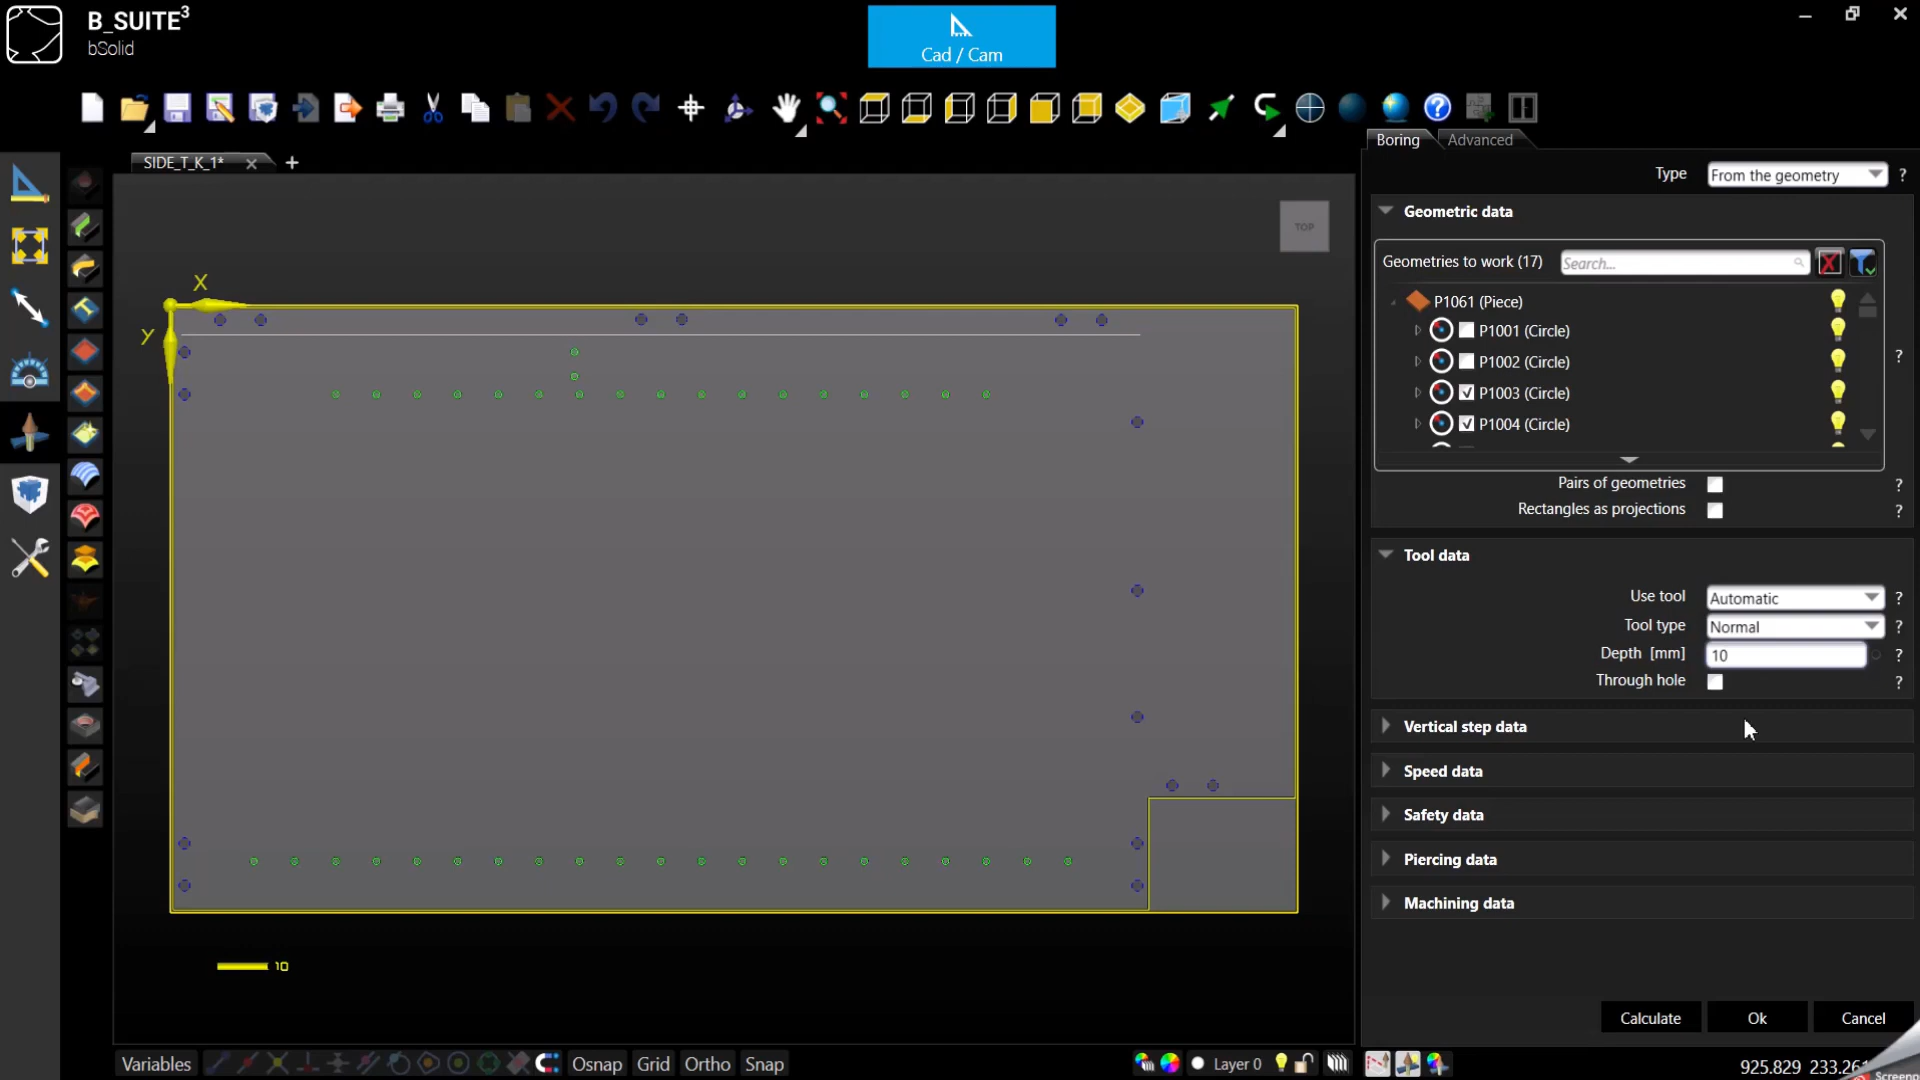 B_SUITE³
bSolid
Cad / Cam
Boring
Advanced
SIDE_T_K_1*
Type
From the geometry
?
Geometric data
TOP
X
Y
Geometries to work (17)
Search...
P1061 (Piece)
P1001 (Circle)
P1002 (Circle)
P1003 (Circle)
P1004 (Circle)
?
Pairs of geometries
?
Rectangles as projections
?
Tool data
Use tool
Automatic
?
Tool type
Normal
?
Depth [mm]
10
?
Through hole
?
Vertical step data
Speed data
Safety data
Piercing data
Machining data
10
Calculate
Ok
Cancel
Variables
Osnap
Grid
Ortho
Snap
Layer 0
925.829